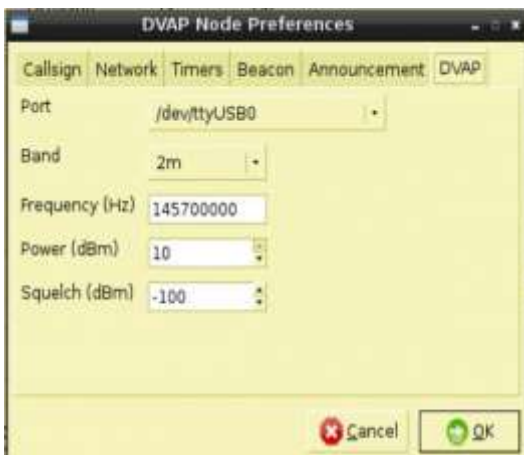 DVAP Node Preferences
Callsign Network Timers Beacon Announcement DVAP
Port /dev/ttyUSB0
Band 2m
Frequency (Hz) 145700000
Power (dBm) 10
Squelch (dBm) -100
Cancel OK